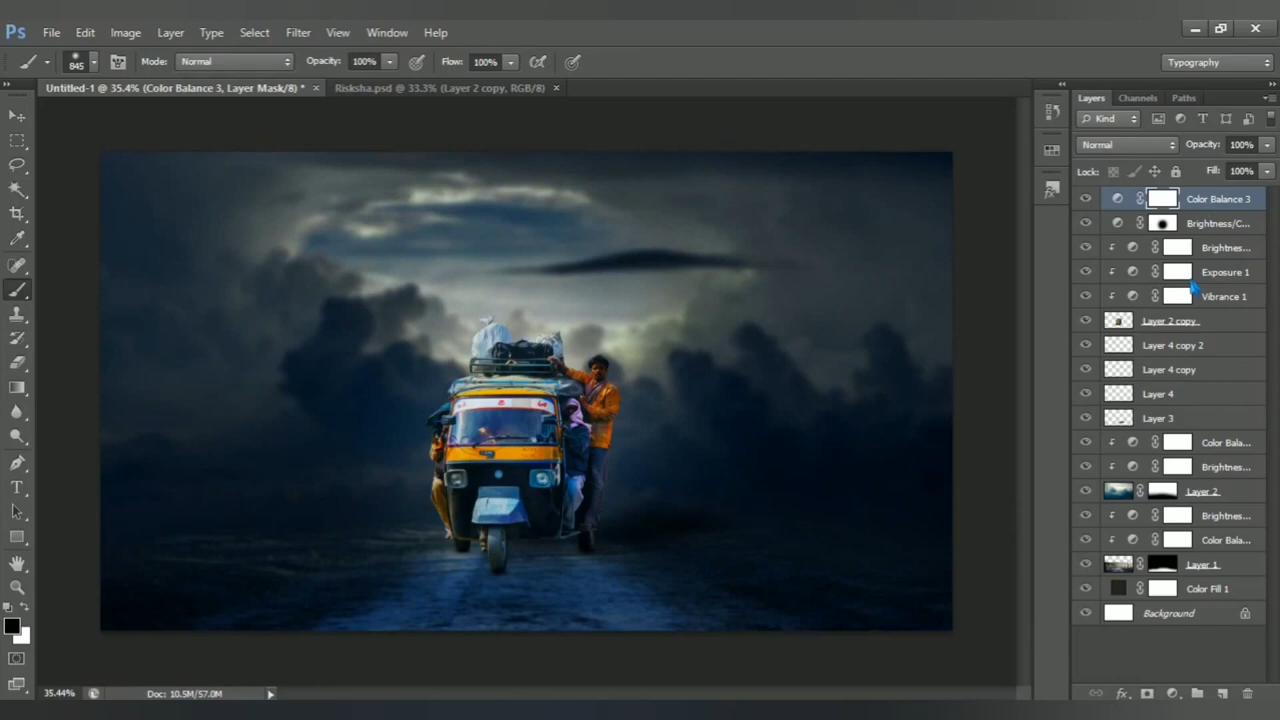 Ps File Edit Image Layer Type Select Filter View Window Help
845 Mode: Normal Opacity: 100% Flow: 100% Typography
Untitled-1 @ 35.4% (Color Balance 3, Layer Mask/8) * × Risksha.psd @ 33.3% (Layer 2 copy, RGB/8) ×
Layers Channels Paths
Kind
Normal Opacity: 100%
Lock: Fill: 100%
Color Balance 3
Brightness/C...
Brightnes...
Exposure 1
Vibrance 1
Layer 2 copy
Layer 4 copy 2
Layer 4 copy
Layer 4
Layer 3
Color Bala...
Brightnes...
Layer 2
Brightnes...
Color Bala...
Layer 1
Color Fill 1
Background
35.44% Doc: 10.5M/57.0M